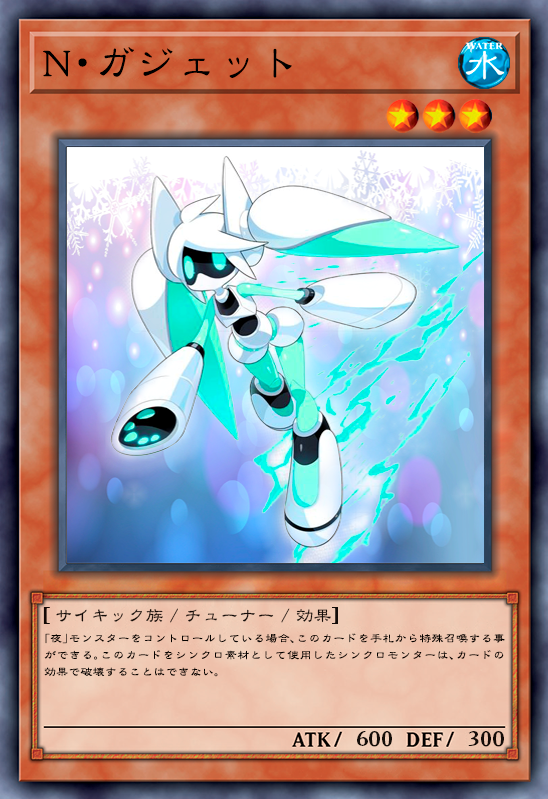 N・ガジェット
WATER
水
[ サイキック族 / チューナー / 効果]
「夜」モンスターをコントロールしている場合、このカードを手札から特殊召喚する事
ができる。このカードをシンクロ素材として使用したシンクロモンターは、カードの
効果で破壊することはできない。
ATK/ 600 DEF/ 300